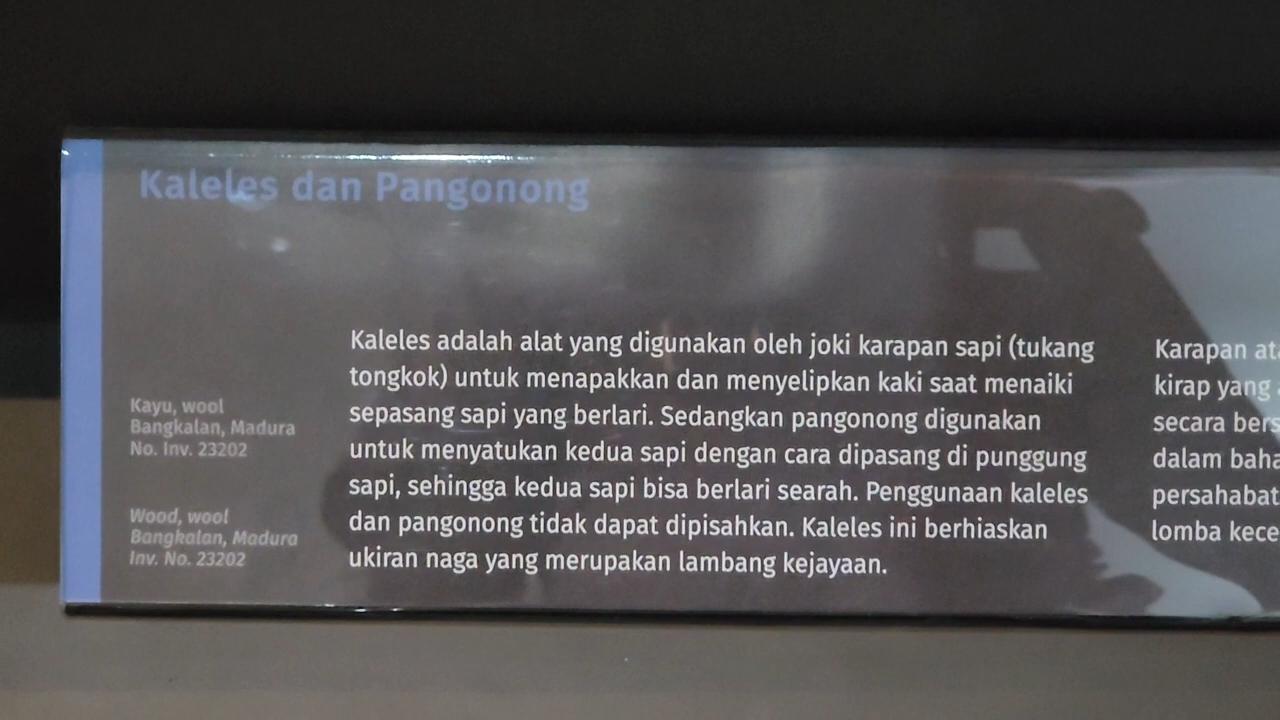 Kaleles dan Pangonong
Kayu, wool
Bangkalan, Madura
No. Inv. 23202
Wood, wool
Bangkalan, Madura
Inv. No. 23202
Kaleles adalah alat yang digunakan oleh joki karapan sapi (tukang
tongkok) untuk menapakkan dan menyelipkan kaki saat menaiki
sepasang sapi yang berlari. Sedangkan pangonong digunakan
untuk menyatukan kedua sapi dengan cara dipasang di punggung
sapi, sehingga kedua sapi bisa berlari searah. Penggunaan kaleles
dan pangonong tidak dapat dipisahkan. Kaleles ini berhiaskan
ukiran naga yang merupakan lambang kejayaan.
Karapan
kirap yang
secara
dalam
lomba